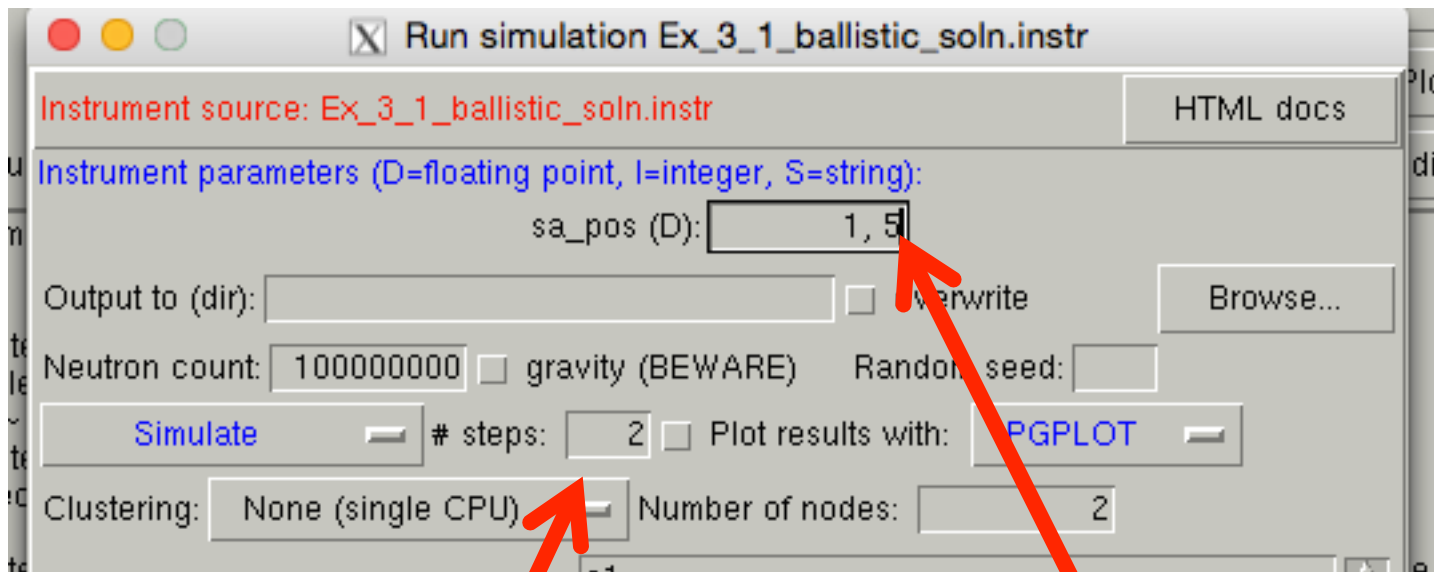 Run simulation Ex_3_1_ballistic_soln.instr
Instrument source: Ex_3_1_ballistic_soln.instr HTML docs
Instrument parameters (D=floating point, I=integer, S=string):
sa_pos (D): 1, 5
Output to (dir): Browse...
Neutron count: 100000000 gravity (BEWARE) Random seed:
Simulate # steps: 2 Plot results with: PGPLOT
Clustering: None (single CPU) Number of nodes: 2